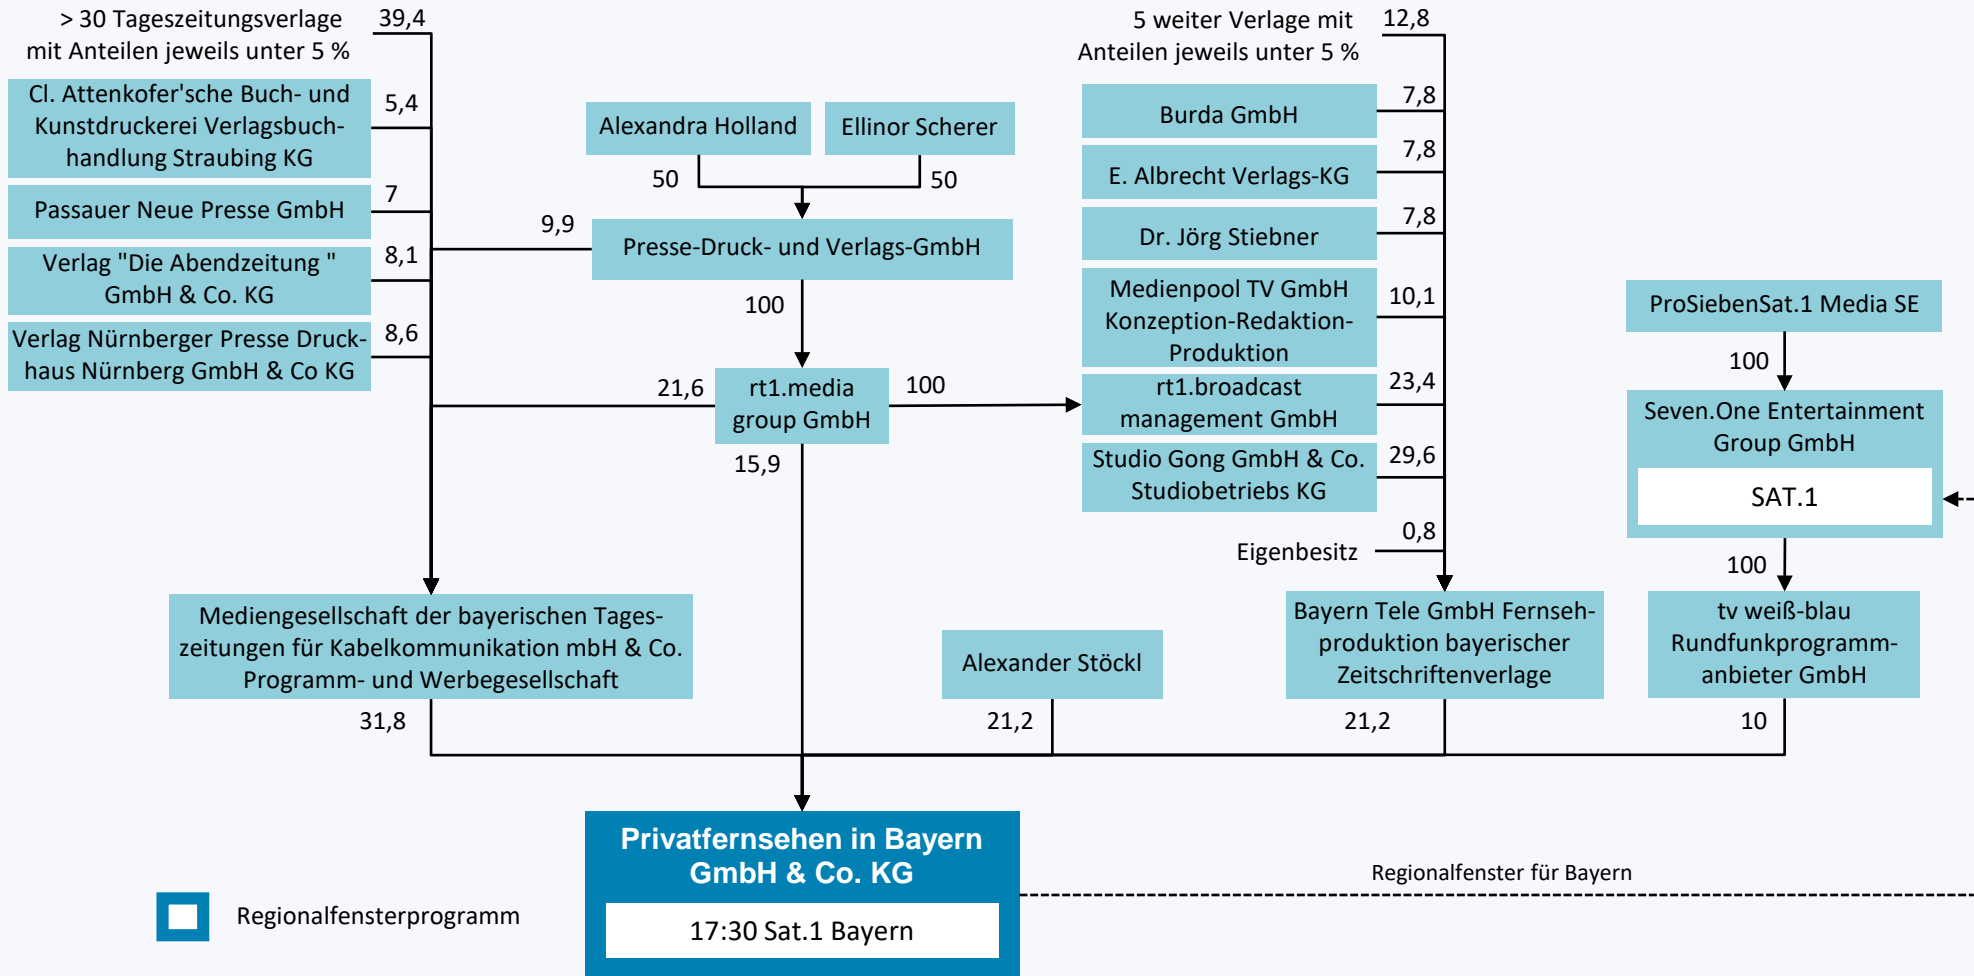 > 30 Tageszeitungsverlage
mit Anteilen jeweils unter 5 %
39,4
Cl. Attenkofer'sche Buch- und
Kunstdruckerei Verlagsbuch-
handlung Straubing KG
5,4
Passauer Neue Presse GmbH
7
Verlag "Die Abendzeitung "
GmbH & Co. KG
8,1
Verlag Nürnberger Presse Druck-
haus Nürnberg GmbH & Co KG
8,6
Alexandra Holland
Ellinor Scherer
50
50
9,9
Presse-Druck- und Verlags-GmbH
100
21,6
rt1.media
group GmbH
100
15,9
5 weiter Verlage mit
Anteilen jeweils unter 5 %
12,8
Burda GmbH
7,8
E. Albrecht Verlags-KG
7,8
Dr. Jörg Stiebner
7,8
Medienpool TV GmbH
Konzeption-Redaktion-
Produktion
10,1
rt1.broadcast
management GmbH
23,4
Studio Gong GmbH & Co.
Studiobetriebs KG
29,6
Eigenbesitz
0,8
ProSiebenSat.1 Media SE
100
Seven.One Entertainment
Group GmbH
SAT.1
100
Mediengesellschaft der bayerischen Tages-
zeitungen für Kabelkommunikation mbH & Co.
Programm- und Werbegesellschaft
31,8
Alexander Stöckl
21,2
Bayern Tele GmbH Fernseh-
produktion bayerischer
Zeitschriftenverlage
21,2
tv weiß-blau
Rundfunkprogramm-
anbieter GmbH
10
Privatfernsehen in Bayern
GmbH & Co. KG
17:30 Sat.1 Bayern
Regionalfenster für Bayern
Regionalfensterprogramm